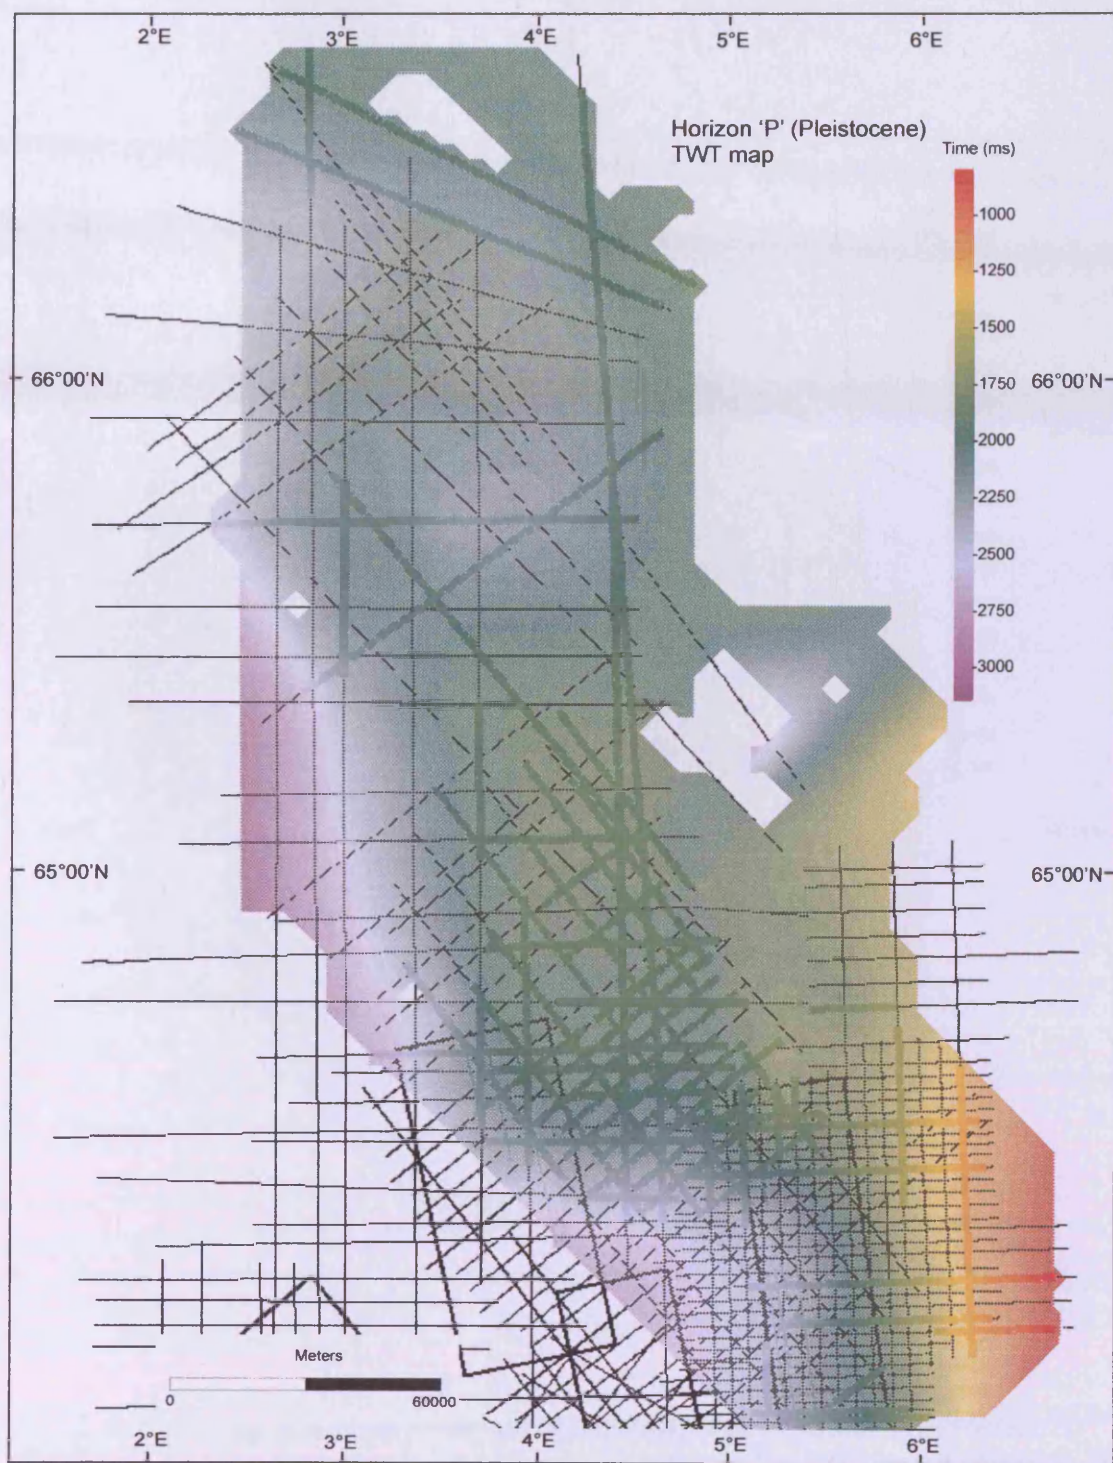 2°E 3°E 4°E 5°E 6°E
Horizon 'P' (Pleistocene)
TWT map
Time (ms)
-1000
-1250
-1500
-1750
-2000
-2250
-2500
-2750
-3000
66°00'N 66°00'N
65°00'N 65°00'N
Meters
0 60000
2°E 3°E 4°E 5°E 6°E